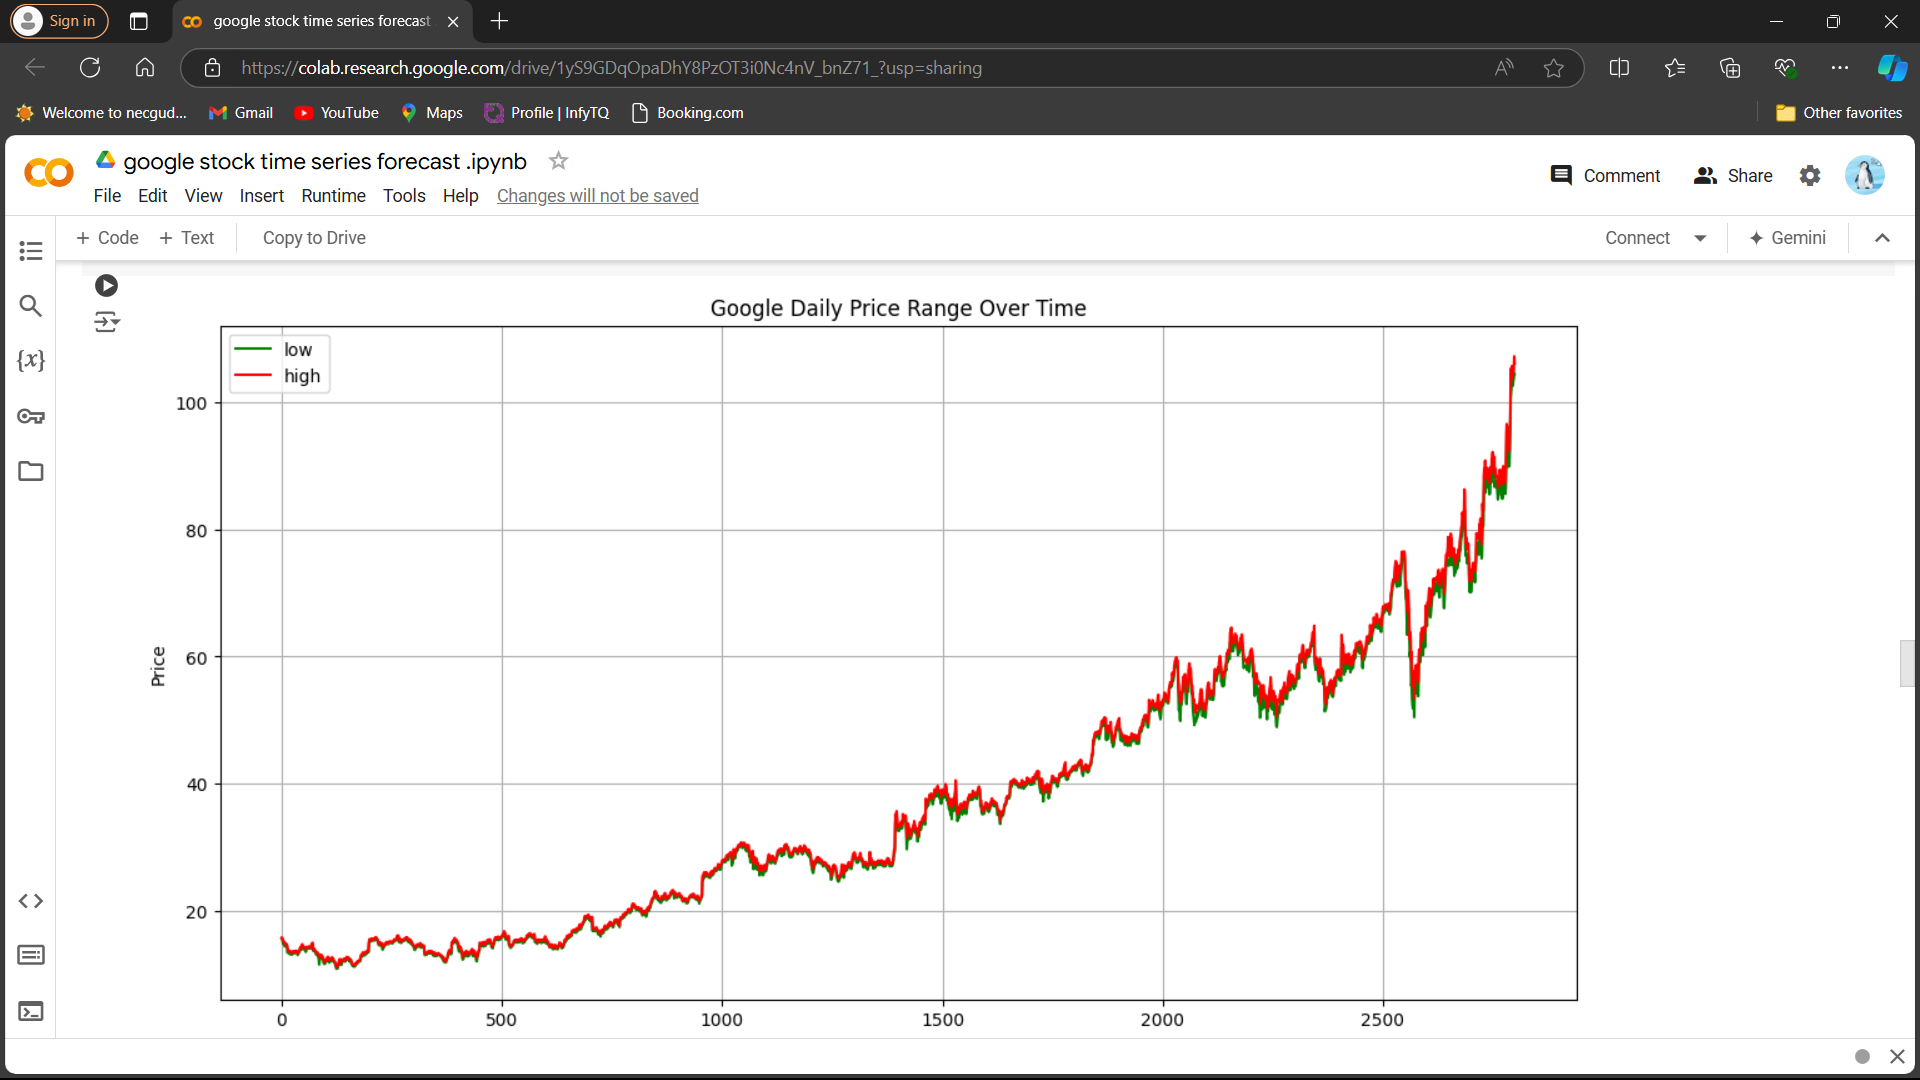 Sign in
google stock time series forecast
https://colab.research.google.com/drive/1yS9GDqOpaDhY8PzOT3i0Nc4nV_bnZ71_?usp=sharing
Welcome to necgud... Gmail YouTube Maps Profile | InfyTQ Booking.com Other favorites
google stock time series forecast .ipynb
Comment Share
File Edit View Insert Runtime Tools Help Changes will not be saved
+ Code + Text Copy to Drive Connect Gemini
{x}
Google Daily Price Range Over Time
low
high
100
80
60
40
20
Price
0 500 1000 1500 2000 2500